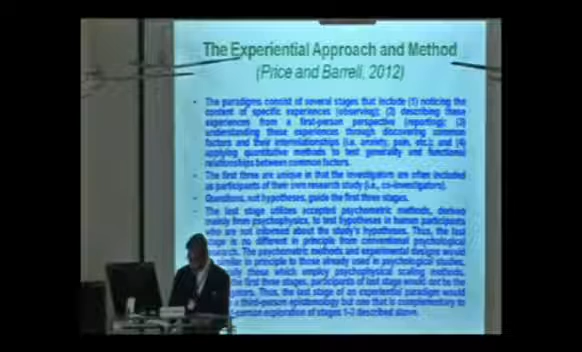 The Experiential Approach and Method
(Price and Barrell, 2012)
• The paradigms consist of several stages that include (1) noticing the
content of specific experiences (observing); (2) describing these
experiences from a first-person perspective (reporting); (3)
understanding these experiences through discovering common
factors and their interrelationships (i.e. anxiety, pain, etc.); and (4)
applying quantitative methods to test generality and functional
relationships between common factors.
• The first three are unique in that the investigators are often included
as participants of their own research study (i.e., co-investigators).
• Questions, not hypotheses, guide the first three stages.
• The last stage utilizes accepted psychometric methods, derived
mainly from psychophysics, to test hypotheses in human participants
who are not informed about the study's hypotheses. Thus, the last
stage is no different in principle from conventional psychological
research. The psychometric methods and experimental designs would
similar in principle to those already used in psychological studies,
those which employ psychophysical scaling methods.
the first three stages, participants of last stage would not be the
Thus, the last stage of an experiential paradigm would
a third-person epistemology but one that is complementary to
exploration of stages 1-3 described above.